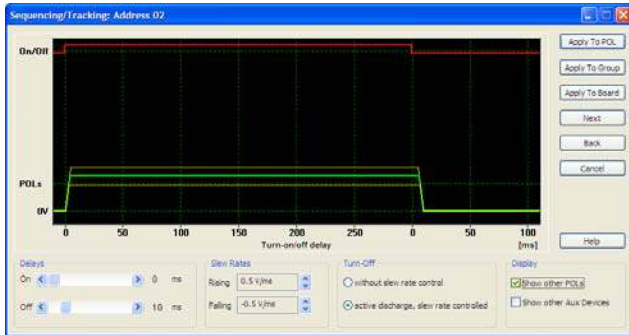 Sequencing/Tracking: Address 02
On/Off
POLs
0V
0 50 100 150 200 250 300 0 50 100
Turn-on/off delay [ms]
Apply To POL
Apply To Group
Apply To Board
Next
Back
Cancel
Help
Delays
On 0 ms
Off 10 ms
Slew Rates
Rising 0.5 V/ms
Falling -0.5 V/ms
Turn-Off
without slew rate control
active discharge, slew rate controlled
Display
Show other POLs
Show other Aux Devices